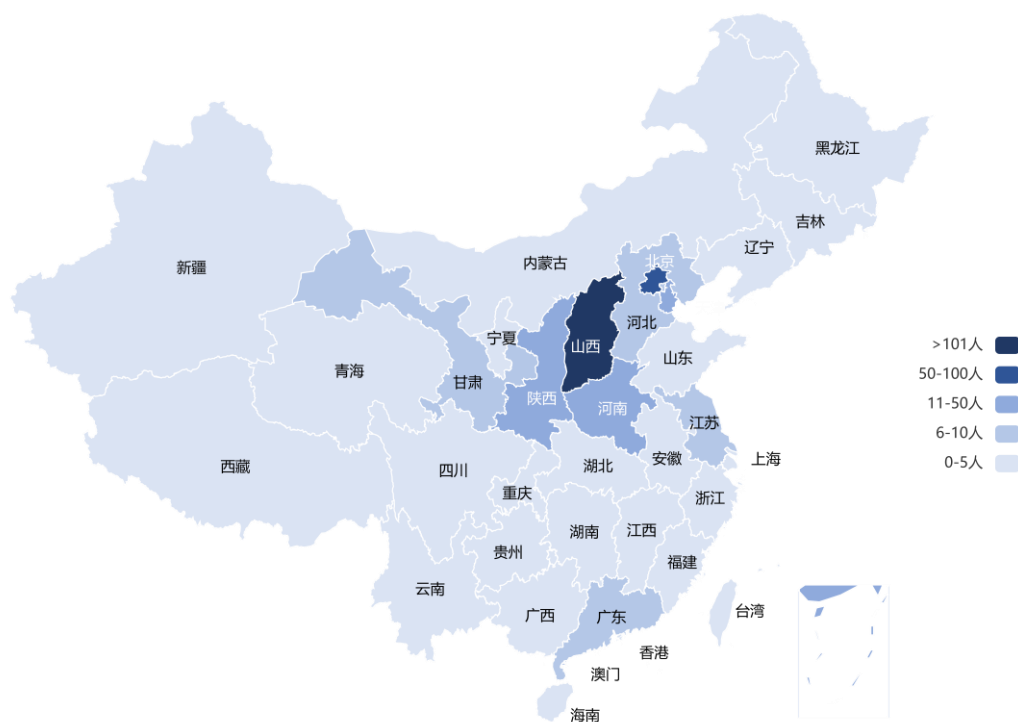 黑龙江
吉林
辽宁
新疆
内蒙古
北京
宁夏
河北
山西
山东
青海
甘肃
陕西
河南
江苏
西藏
四川
湖北
安徽
上海
重庆
浙江
湖南
江西
贵州
福建
云南
广西
广东
台湾
香港
澳门
海南
>101人
50-100人
11-50人
6-10人
0-5人